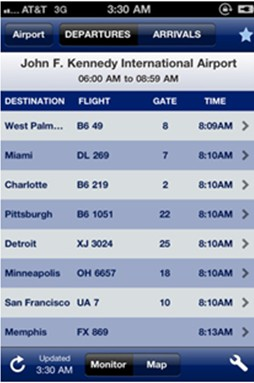 AT&T 3G 3:30 AM
Airport DEPARTURES ARRIVALS
John F. Kennedy International Airport
06:00 AM to 08:59 AM
DESTINATION FLIGHT GATE TIME
West Palm... B6 49 8 8:09AM
Miami DL 269 7 8:10AM
Charlotte B6 219 2 8:10AM
Pittsburgh B6 1051 22 8:10AM
Detroit XJ 3024 25 8:10AM
Minneapolis OH 6657 18 8:10AM
San Francisco UA 7 10 8:10AM
Memphis FX 869 8:13AM
Updated
3:30 AM Monitor Map